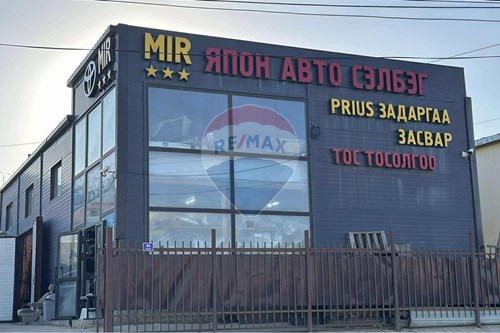 MIR ЯПОН АВТО СЭЛБЭГ
PRIUS ЗАДАРГАА
ЗАСВАР
ТОС ТОСОЛГОО
MIR
RE/MAX